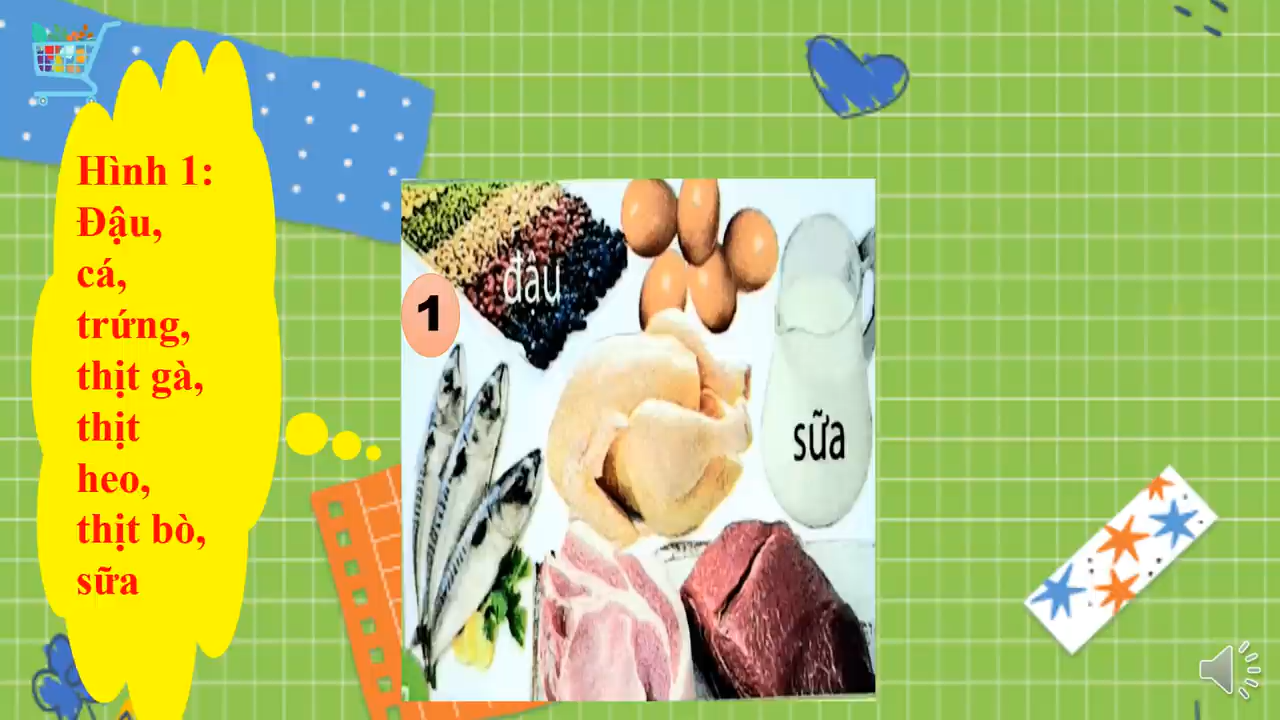 Hình 1:
Đậu,
cá,
trứng,
thịt gà,
thịt
heo,
thịt bò,
sữa
đậu
1
sữa